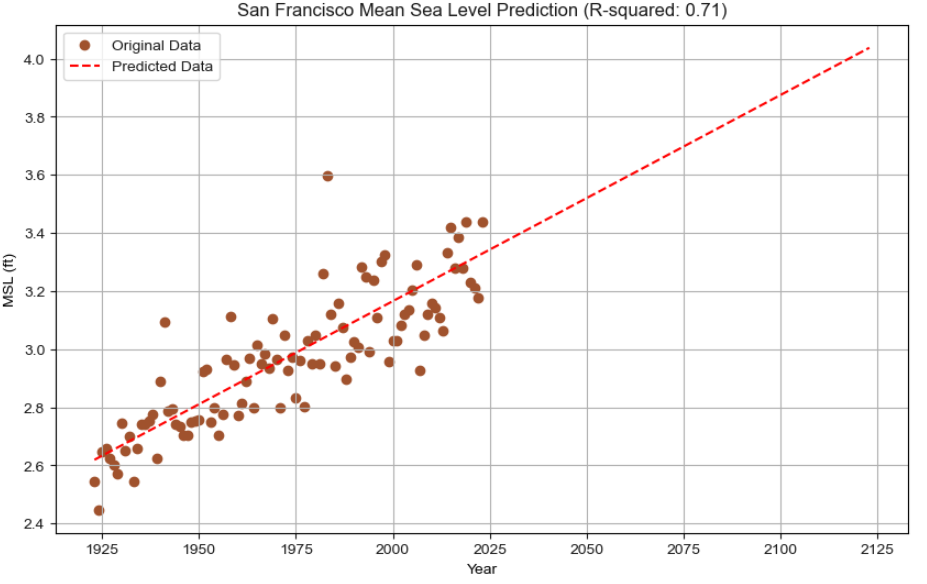 San Francisco Mean Sea Level Prediction (R-squared: 0.71)
Original Data
Predicted Data
4.0
3.8
3.6
3.4
3.2
3.0
2.8
2.6
2.4
MSL (ft)
1925 1950 1975 2000 2025 2050 2075 2100 2125
Year